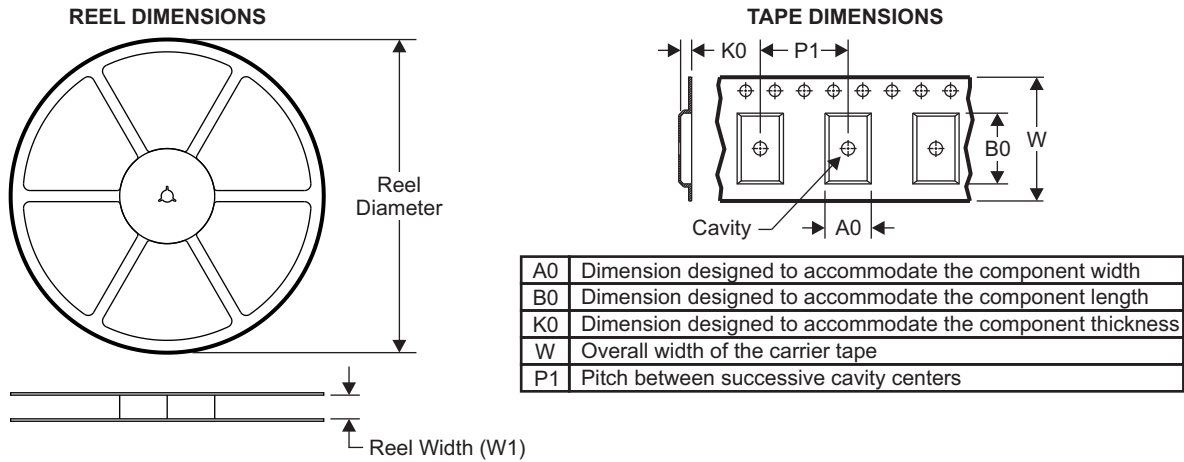 REEL DIMENSIONS
Reel
Diameter
Reel Width (W1)
TAPE DIMENSIONS
K0
P1
B0
W
Cavity
A0
A0 Dimension designed to accommodate the component width
B0 Dimension designed to accommodate the component length
K0 Dimension designed to accommodate the component thickness
W Overall width of the carrier tape
P1 Pitch between successive cavity centers